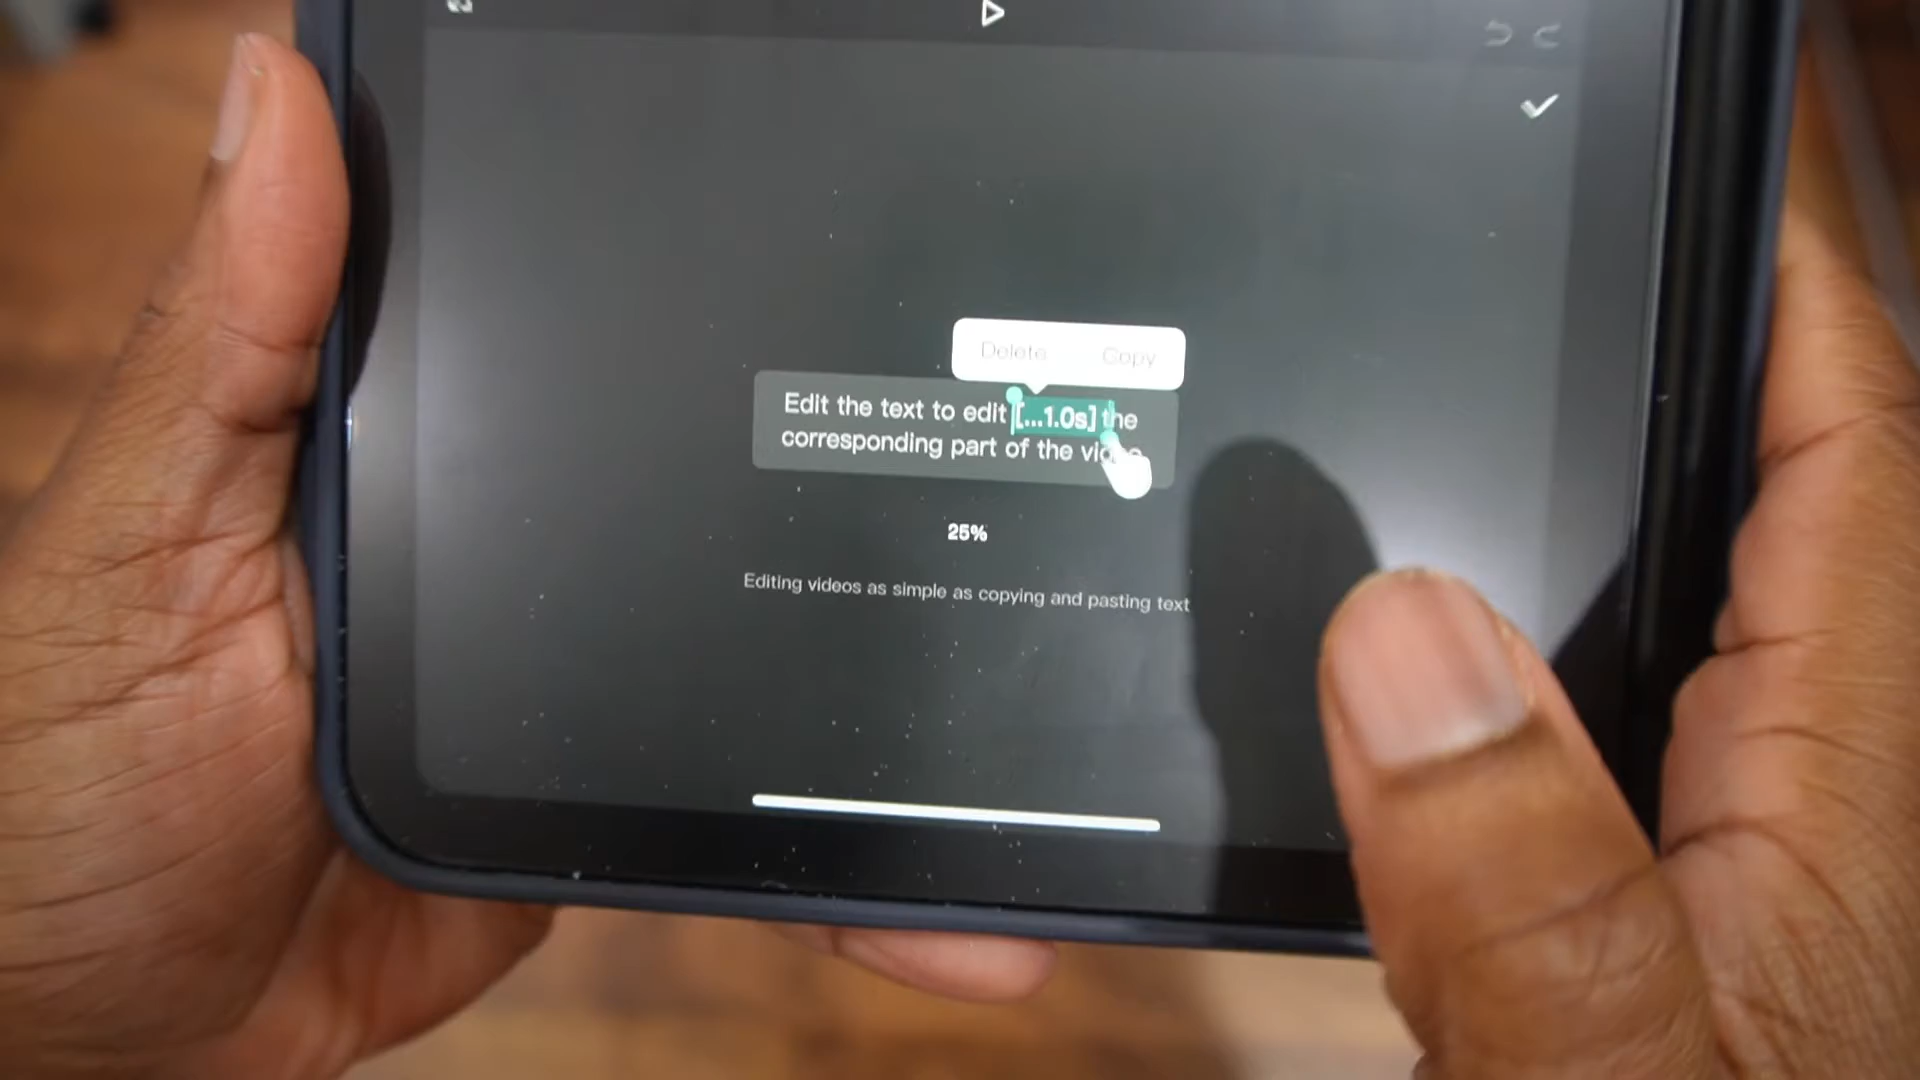 Delete Copy
Edit the text to edit [...1.0s] the
corresponding part of the video
25%
Editing videos as simple as copying and pasting text